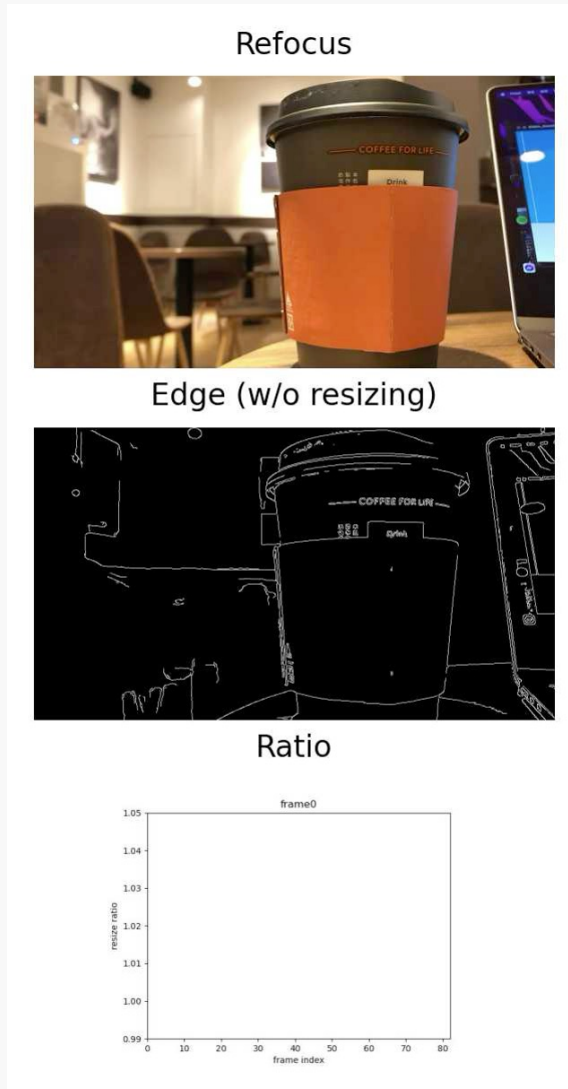 Refocus
COFFEE FOR LIFE
Drink
Edge (w/o resizing)
COFFEE FOR LIFE
Drink
Ratio
frame0
1.05
1.04
1.03
1.02
1.01
1.00
0.99
resize ratio
0 10 20 30 40 50 60 70 80
frame index